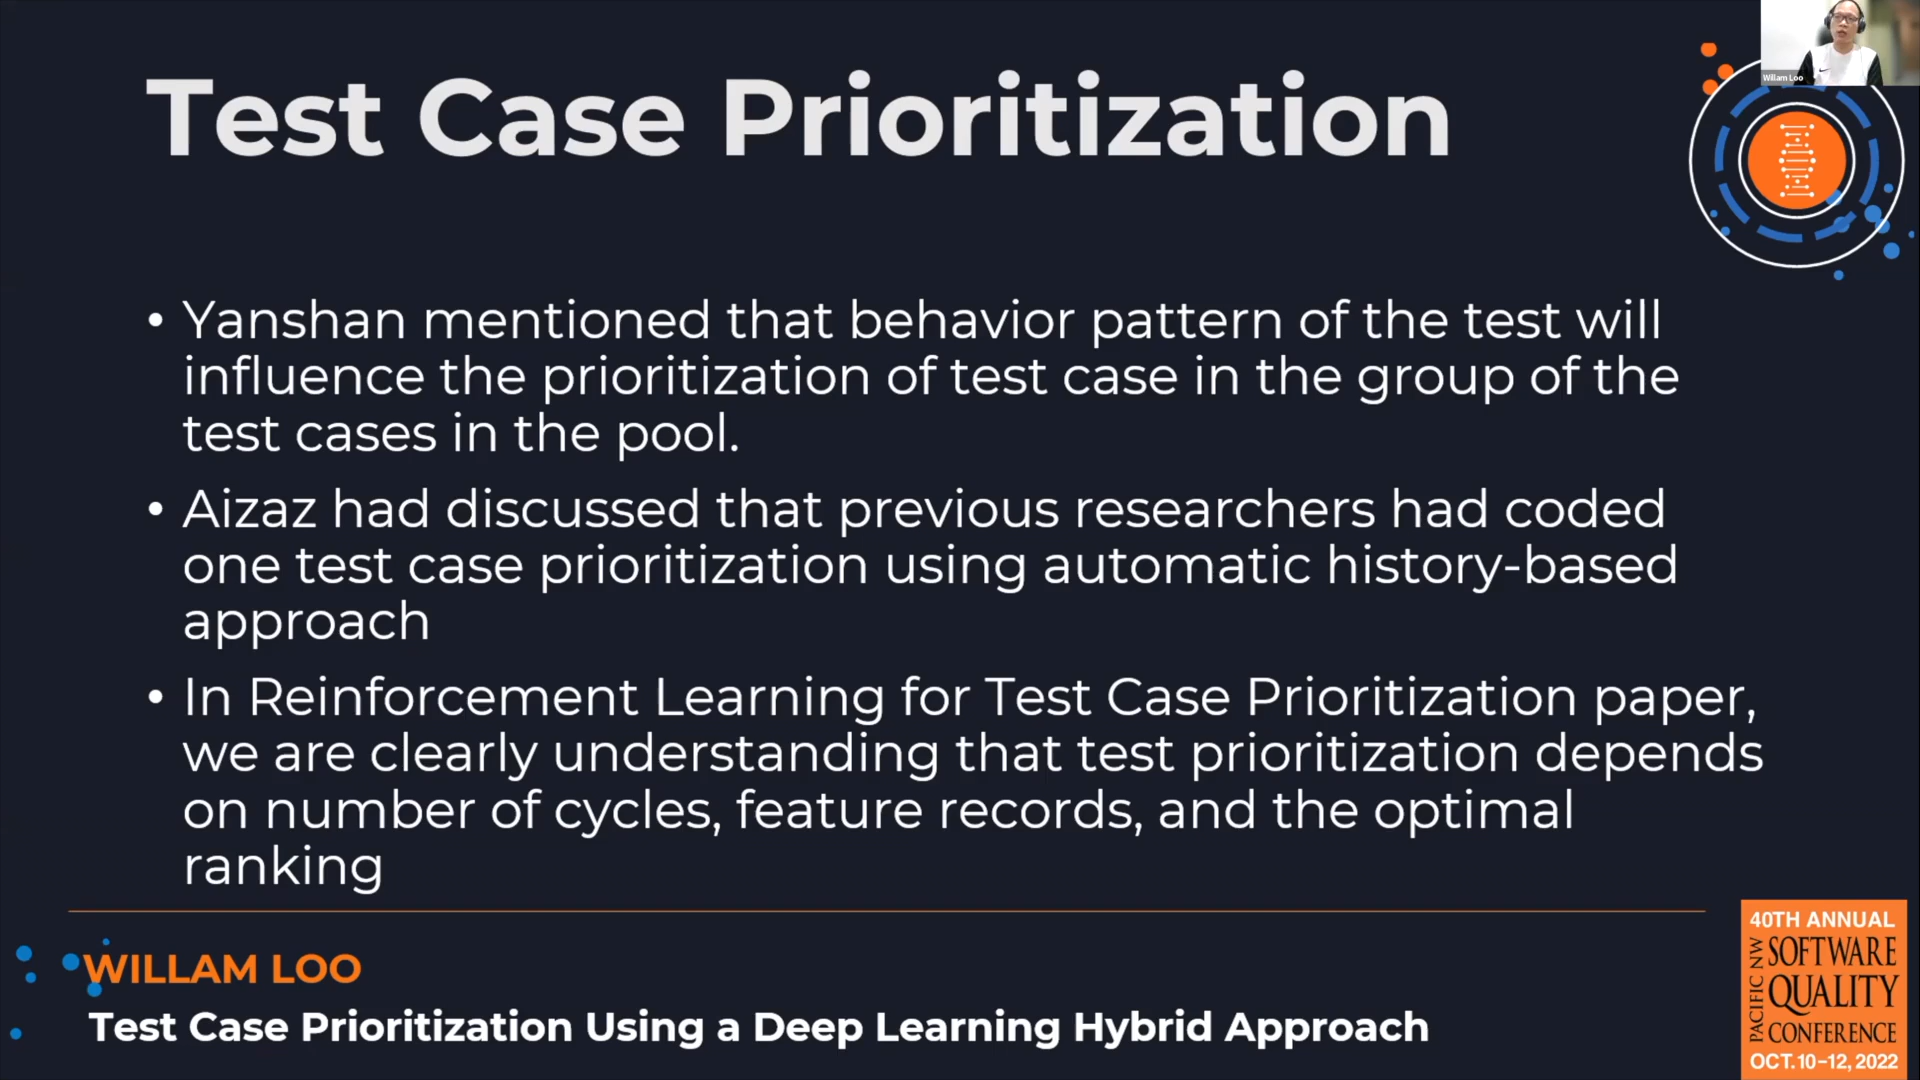 Test Case Prioritization
Willam Loo
• Yanshan mentioned that behavior pattern of the test will
influence the prioritization of test case in the group of the
test cases in the pool.
• Aizaz had discussed that previous researchers had coded
one test case prioritization using automatic history-based
approach
• In Reinforcement Learning for Test Case Prioritization paper,
we are clearly understanding that test prioritization depends
on number of cycles, feature records, and the optimal
ranking
WILLAM LOO
Test Case Prioritization Using a Deep Learning Hybrid Approach
40TH ANNUAL
PACIFIC NW
SOFTWARE
QUALITY
CONFERENCE
OCT. 10–12, 2022